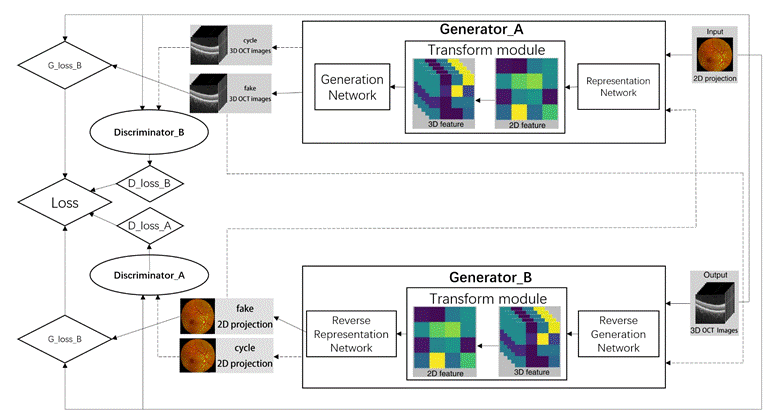 Generator_A
Input
2D projection
Representation
Network
Transform module
2D feature
3D feature
Generation
Network
cycle
3D OCT images
fake
3D OCT images
G_loss_B
Discriminator_B
D_loss_B
Loss
D_loss_A
Discriminator_A
G_loss_B
Generator_B
Output
3D OCT Images
Reverse
Generation
Network
Transform module
3D feature
2D feature
Reverse
Representation
Network
fake
2D projection
cycle
2D projection